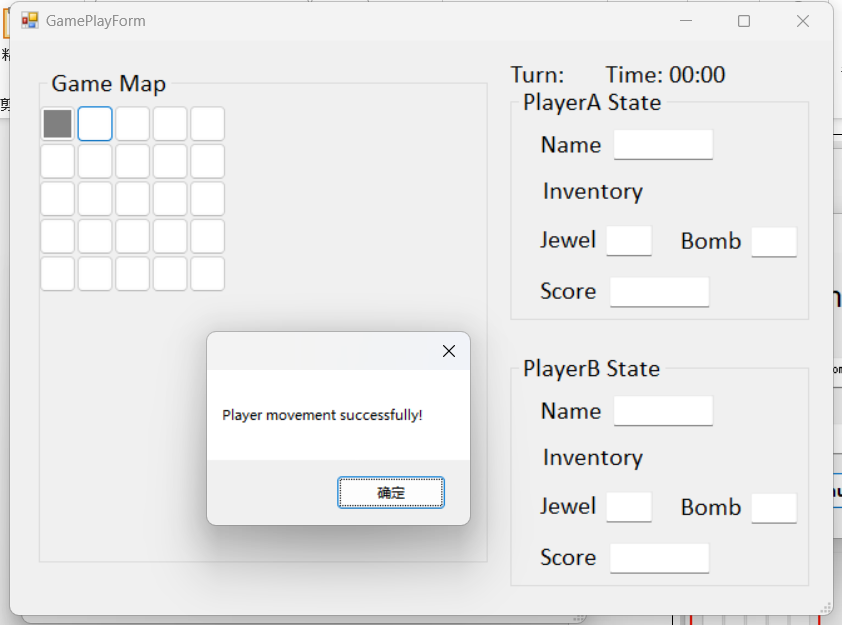 GamePlayForm
Game Map
Turn: Time: 00:00
PlayerA State
Name
Inventory
Jewel Bomb
Score
Player movement successfully!
确定
PlayerB State
Name
Inventory
Jewel Bomb
Score